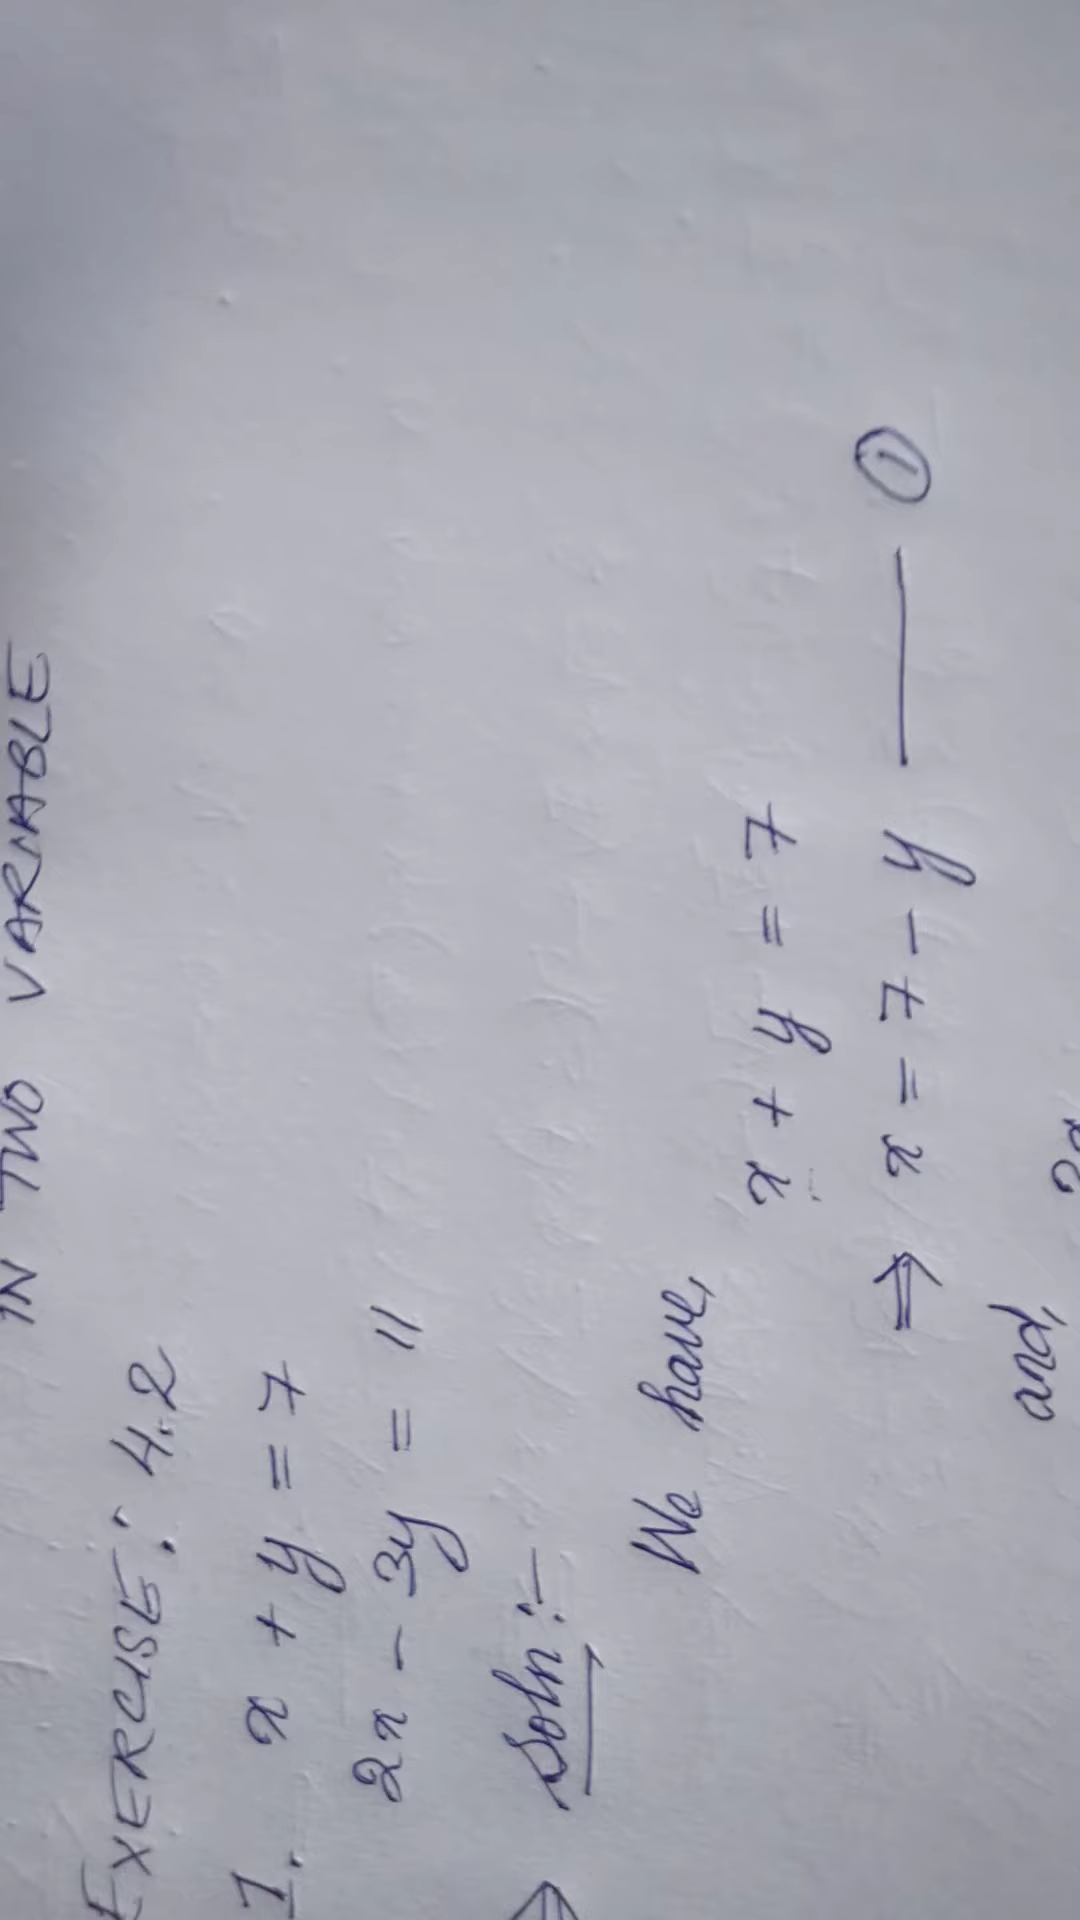 IN TWO VARIABLE
EXERCISE: 4.2
1. x + y = 7
2x - 3y = 11
⇒ Soln :-
We have,
x + y = 7
⇒ x = 7 - y —— ①
and,